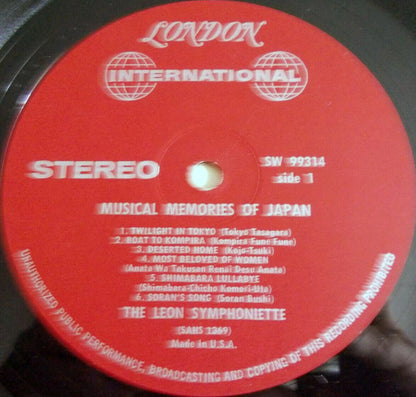 LONDON
INTERNATIONAL
STEREO
SW 99314
side 1
MUSICAL MEMORIES OF JAPAN
1. TWILIGHT IN TOKYO (Tokyo Tasagara)
2. BOAT TO KOMPIRA (Kompira Fune Fune)
3. DESERTED HOME (Kojo-Tsuki)
4. MOST BELOVED OF WOMEN
(Anata Wa Takusan Renai Desu Anata)
5. SHIMABARA LULLABYE
(Shimabara-Chicho Komori-Uta)
6. SORAN'S SONG (Soran Bushi)
THE LEON SYMPHONIETTE
(SAHS 1369)
Made in U.S.A.
UNAUTHORIZED PUBLIC PERFORMANCE, BROADCASTING AND COPYING OF THIS RECORDING PROHIBITED